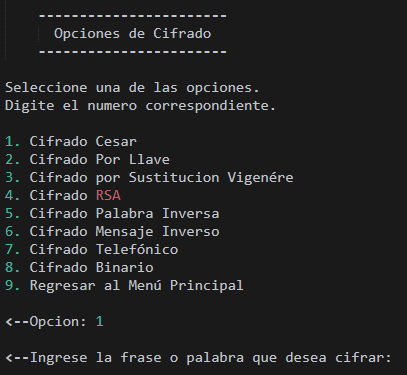 ------------------------
Opciones de Cifrado
------------------------
Seleccione una de las opciones.
Digite el numero correspondiente.
1. Cifrado Cesar
2. Cifrado Por Llave
3. Cifrado por Sustitucion Vigenére
4. Cifrado RSA
5. Cifrado Palabra Inversa
6. Cifrado Mensaje Inverso
7. Cifrado Telefónico
8. Cifrado Binario
9. Regresar al Menú Principal
<--Opcion: 1
<--Ingrese la frase o palabra que desea cifrar: